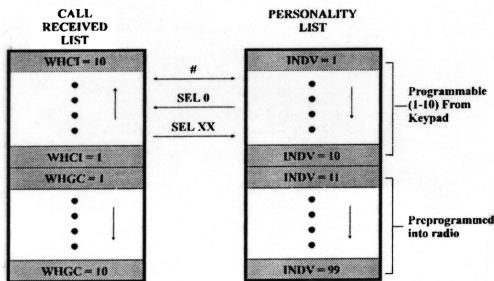 CALL
RECEIVED
LIST
PERSONALITY
LIST
WHCI = 10
#
INDV = 1
SEL 0
SEL XX
Programmable
(1-10) From
Keypad
WHCI = 1
INDV = 10
WHGC = 1
INDV = 11
Preprogrammed
into radio
WHGC = 10
INDV = 99